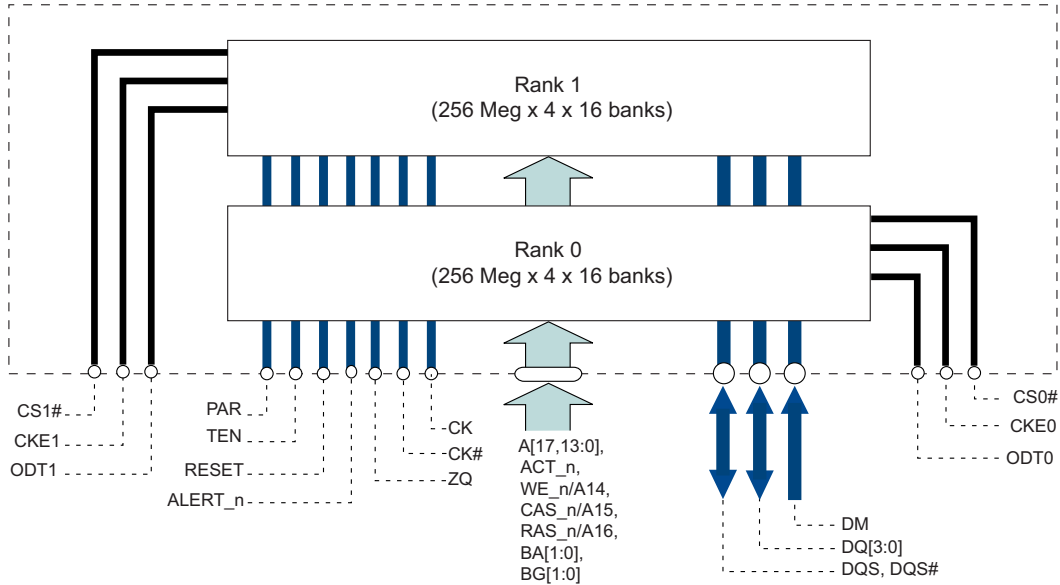 Rank 1
(256 Meg x 4 x 16 banks)
Rank 0
(256 Meg x 4 x 16 banks)
CS1#
CKE1
ODT1
PAR
TEN
RESET
ALERT_n
CK
CK#
ZQ
A[17,13:0],
ACT_n,
WE_n/A14,
CAS_n/A15,
RAS_n/A16,
BA[1:0],
BG[1:0]
DM
DQ[3:0]
DQS, DQS#
CS0#
CKE0
ODT0